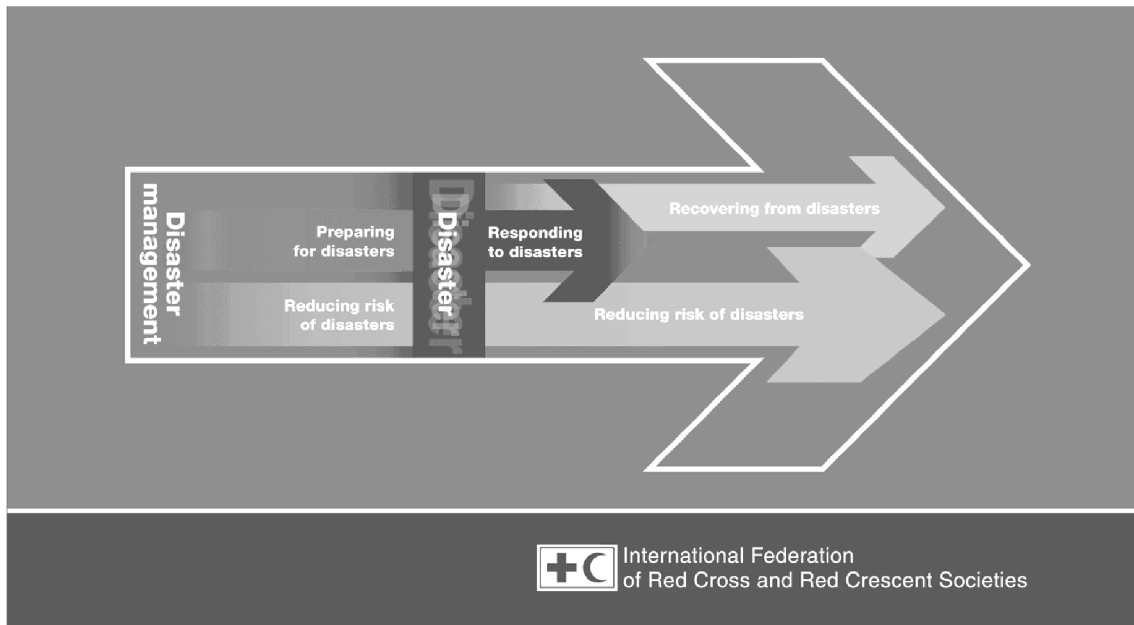 Disaster
management
Preparing
for disasters
Reducing risk
of disasters
Disaster
Disaster
Responding
to disasters
Recovering from disasters
Reducing risk of disasters
International Federation
of Red Cross and Red Crescent Societies